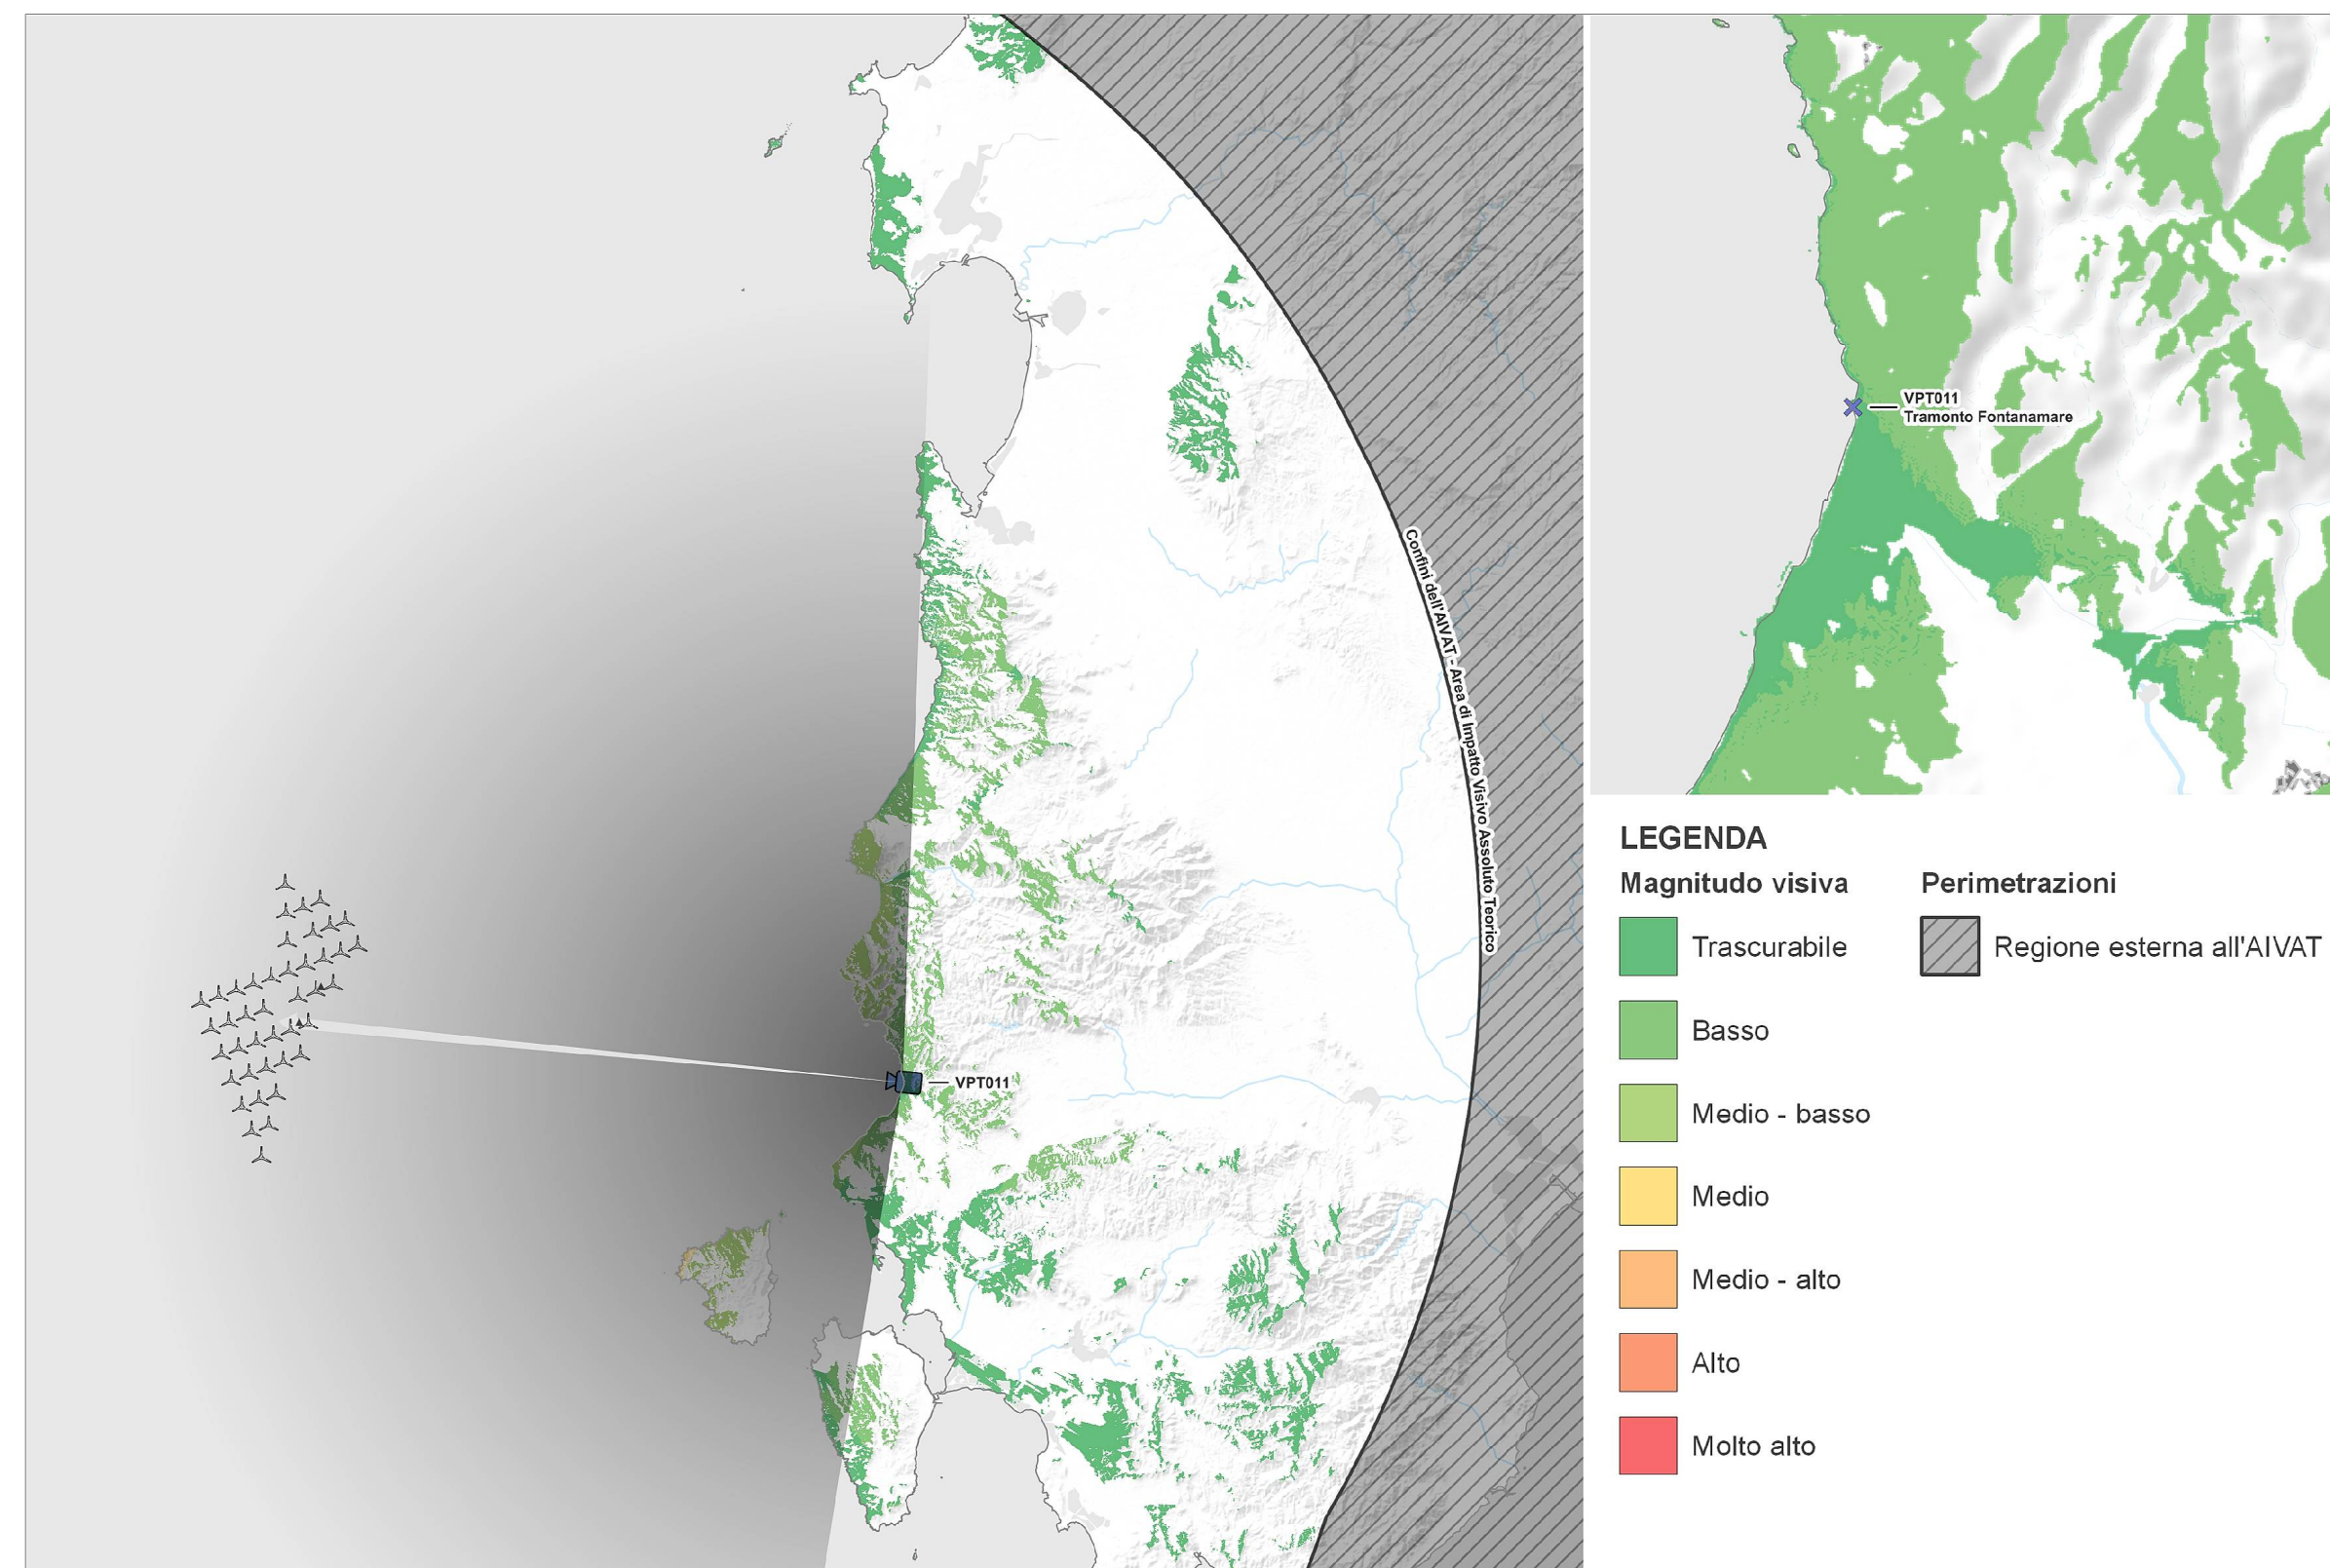 VPT011
Tramonto Fontanamare
Confini dell'AIVAT - Area di Impatto Visivo Assoluto Teorico
VPT011
LEGENDA
Magnitudo visiva
Perimetrazioni
Trascurabile
Regione esterna all'AIVAT
Basso
Medio - basso
Medio
Medio - alto
Alto
Molto alto